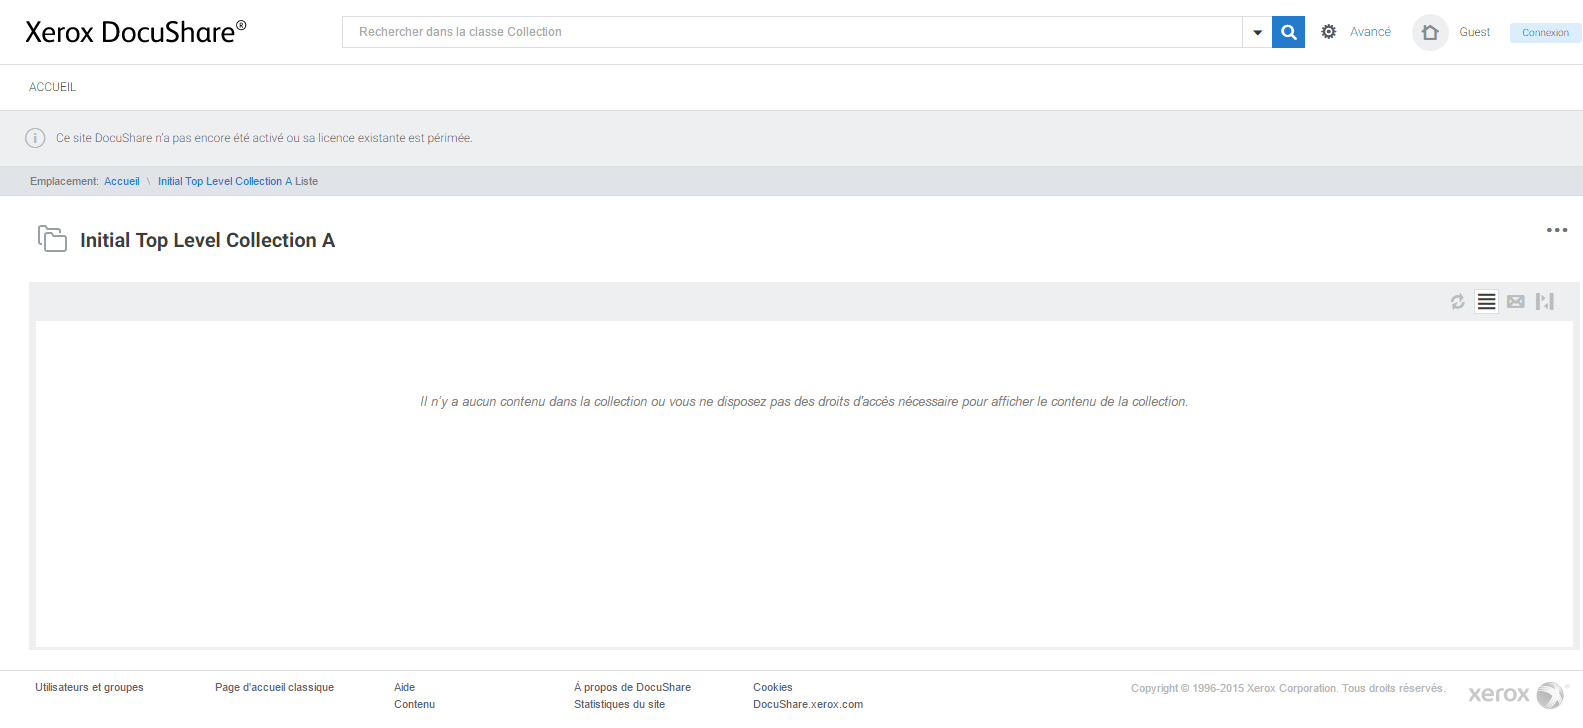 Xerox DocuShare®
Rechercher dans la classe Collection
Avancé
Guest
Connexion
ACCUEIL
Ce site DocuShare n'a pas encore été activé ou sa licence existante est périmée.
Emplacement: Accueil \ Initial Top Level Collection A Liste
Initial Top Level Collection A
Il n'y a aucun contenu dans la collection ou vous ne disposez pas des droits d'accès nécessaire pour afficher le contenu de la collection.
Utilisateurs et groupes
Page d'accueil classique
Aide
Contenu
À propos de DocuShare
Statistiques du site
Cookies
DocuShare.xerox.com
Copyright © 1996-2015 Xerox Corporation. Tous droits réservés.
xerox